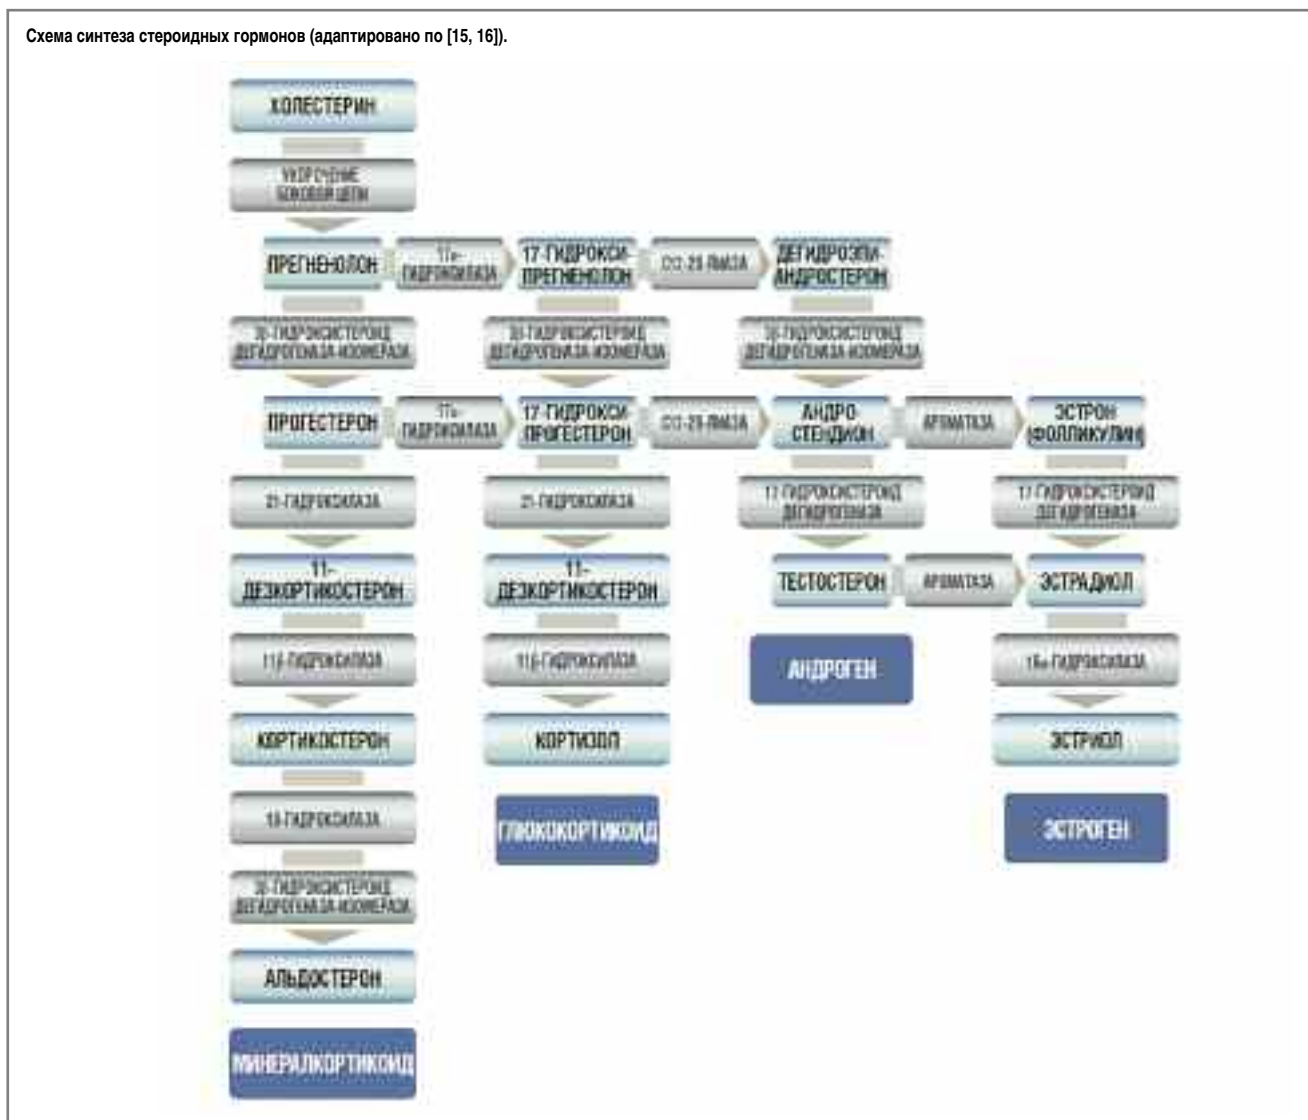 Схема синтеза стероидных гормонов (адаптировано по [15, 16]).
ХОЛЕСТЕРИН
УКОРОЧЕНИЕ
БОКОВОЙ ЦЕПИ
ПРЕГНЕНОЛОН
17α-
ГИДРОКСИЛАЗА
17-ГИДРОКСИ-
ПРЕГНЕНОЛОН
СО-20-ЛИАЗА
ДЕГИДРОЭПИ-
АНДРОСТЕРОН
3β-ГИДРОКСИСТЕРОИД
ДЕГИДРОГЕНАЗА-ИЗОМЕРАЗА
3β-ГИДРОКСИСТЕРОИД
ДЕГИДРОГЕНАЗА-ИЗОМЕРАЗА
3β-ГИДРОКСИСТЕРОИД
ДЕГИДРОГЕНАЗА-ИЗОМЕРАЗА
ПРОГЕСТЕРОН
17α-
ГИДРОКСИЛАЗА
17-ГИДРОКСИ-
ПРОГЕСТЕРОН
СО-20-ЛИАЗА
АНДРО-
СТЕНДИОН
АРОМАТАЗА
ЭСТРОН
(ФОЛЛИКУЛИН)
21-ГИДРОКСИЛАЗА
21-ГИДРОКСИЛАЗА
17-ГИДРОКСИСТЕРОИД
ДЕГИДРОГЕНАЗА
17-ГИДРОКСИСТЕРОИД
ДЕГИДРОГЕНАЗА
11-
ДЕЗКОРТИКОСТЕРОН
11-
ДЕЗКОРТИКОСТЕРОН
ТЕСТОСТЕРОН
АРОМАТАЗА
ЭСТРАДИОЛ
11β-ГИДРОКСИЛАЗА
11β-ГИДРОКСИЛАЗА
АНДРОГЕН
16α-ГИДРОКСИЛАЗА
КОРТИКОСТЕРОН
КОРТИЗОЛ
ЭСТРИОЛ
18-ГИДРОКСИЛАЗА
ГЛЮКОКОРТИКОИД
ЭСТРОГЕН
3β-ГИДРОКСИСТЕРОИД
ДЕГИДРОГЕНАЗА-ИЗОМЕРАЗА
АЛЬДОСТЕРОН
МИНЕРАЛКОРТИКОИД